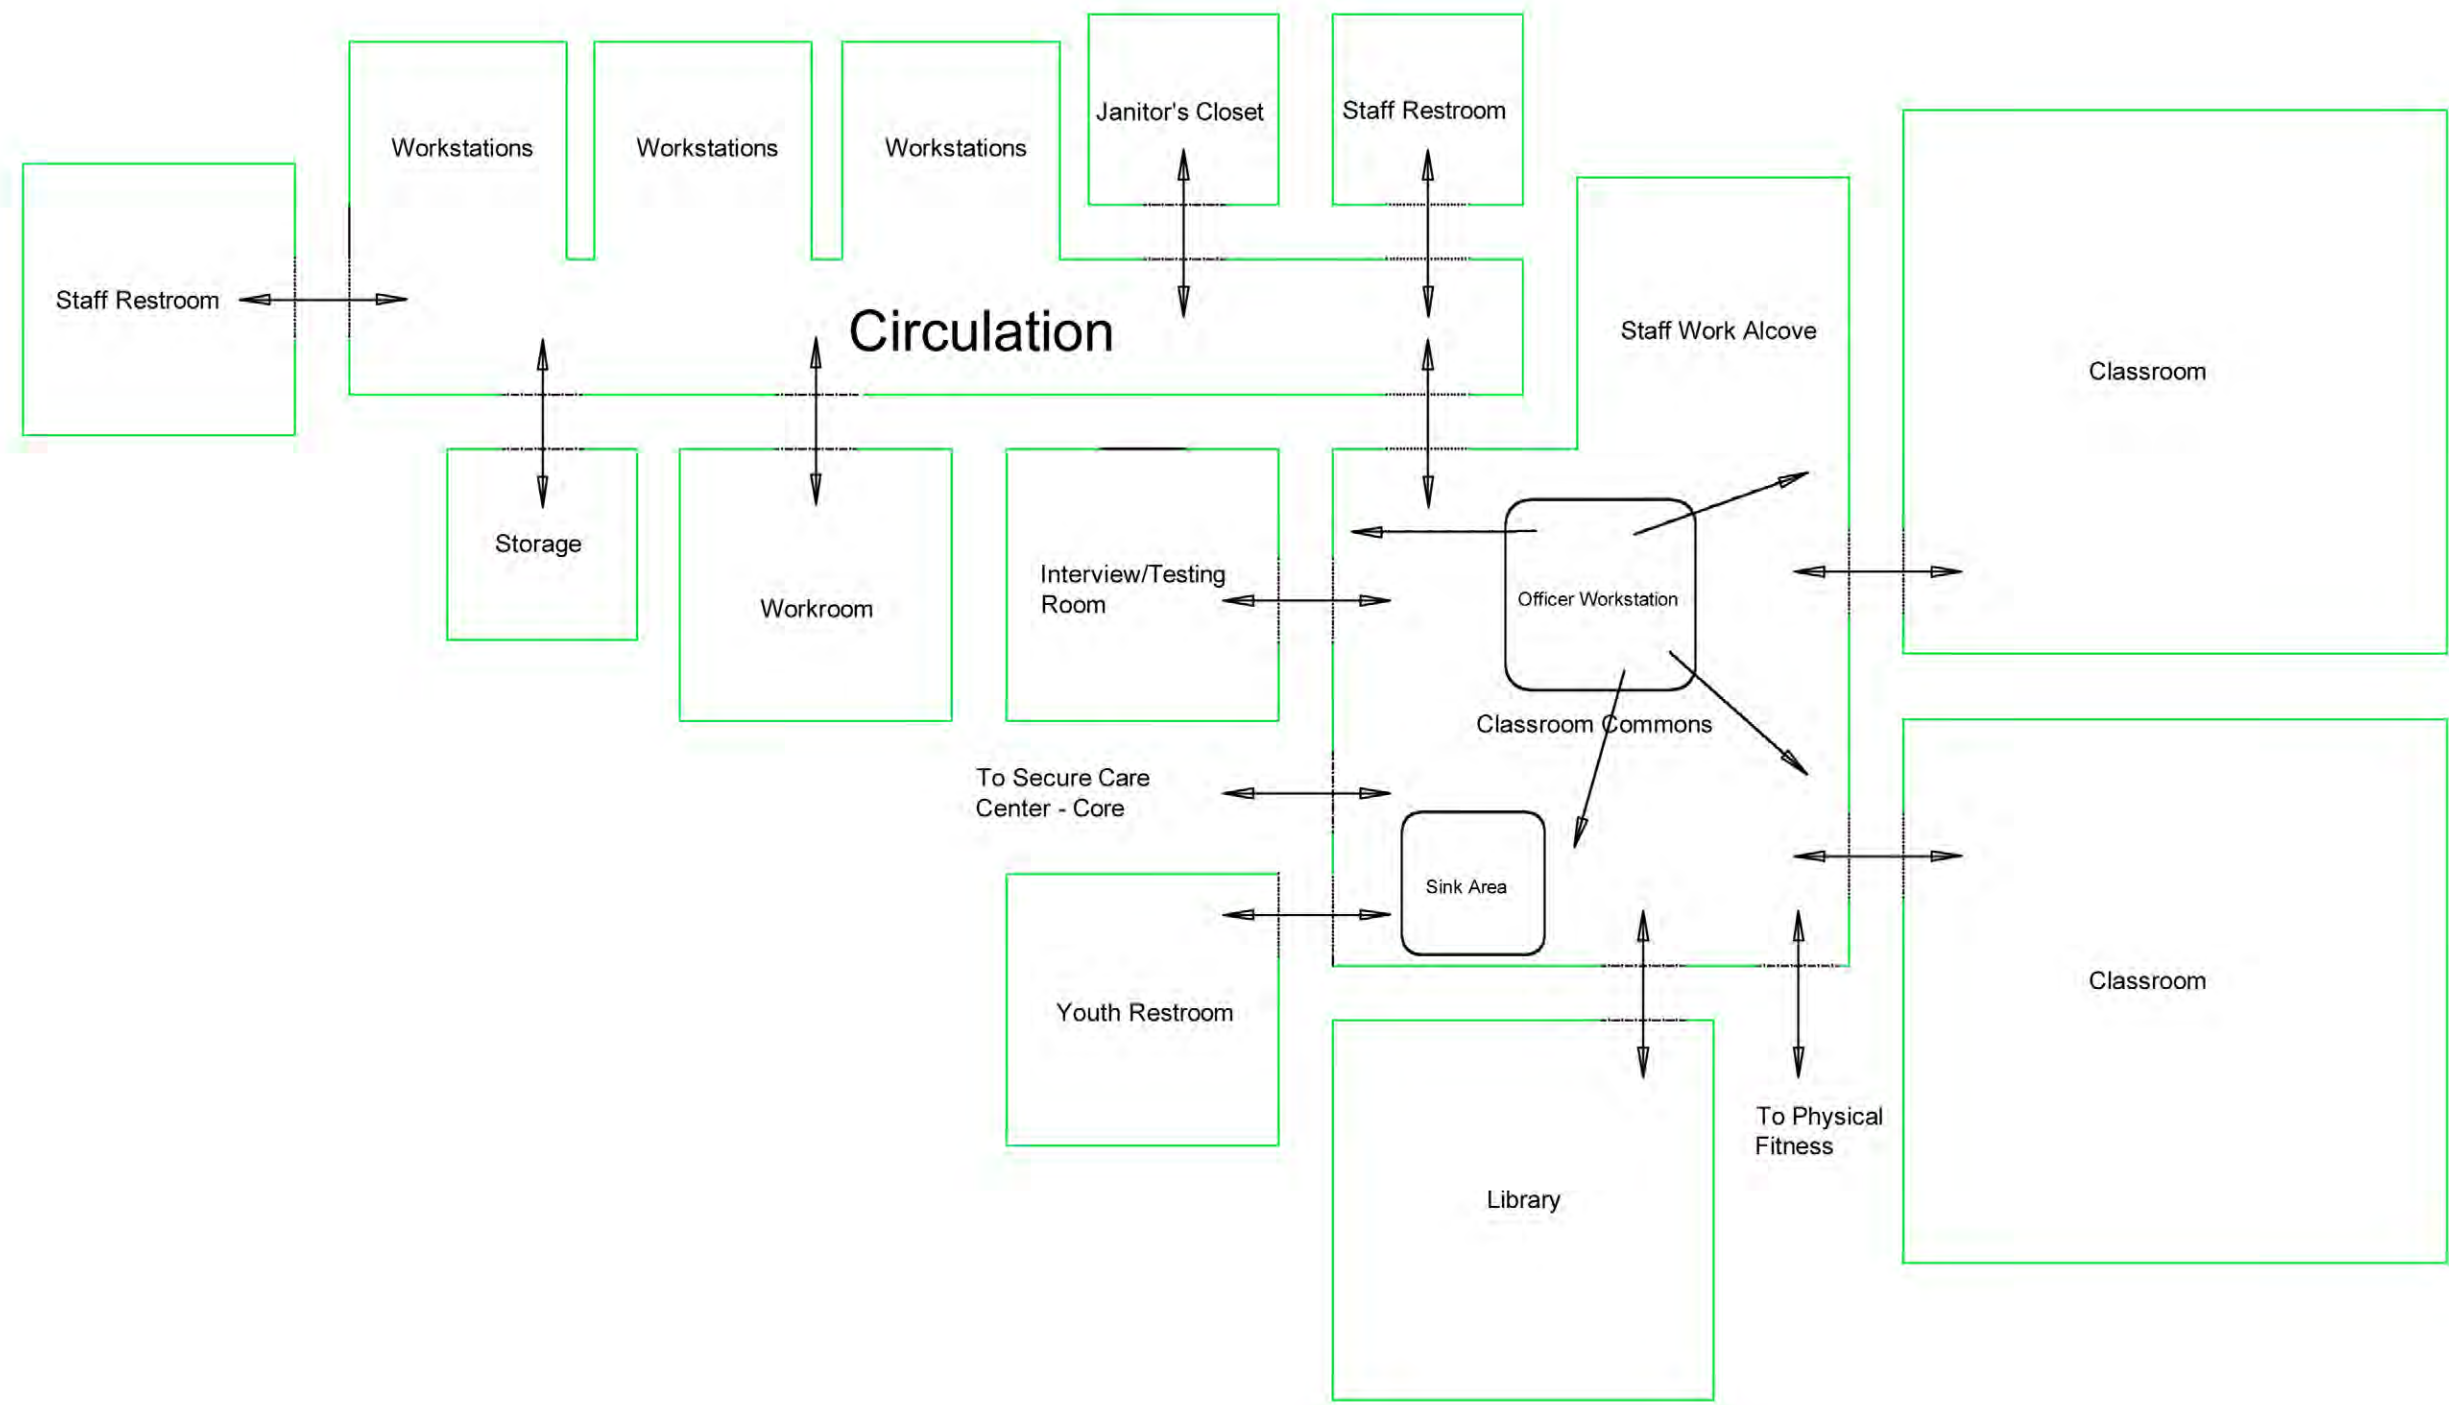 Janitor's Closet
Staff Restroom
Workstations
Workstations
Workstations
Staff Restroom
Circulation
Staff Work Alcove
Classroom
Storage
Interview/Testing
Room
Workroom
Officer Workstation
Classroom Commons
To Secure Care
Center - Core
Sink Area
Classroom
Youth Restroom
To Physical
Fitness
Library